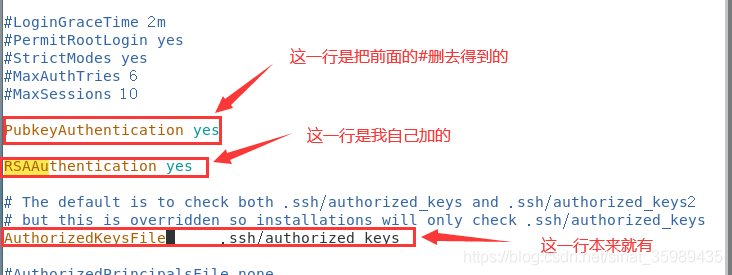 #LoginGraceTime 2m
#PermitRootLogin yes
#StrictModes yes
#MaxAuthTries 6
#MaxSessions 10
这一行是把前面的#删去得到的
PubkeyAuthentication yes
这一行是我自己加的
RSAAuthentication yes
# The default is to check both .ssh/authorized_keys and .ssh/authorized_keys2
# but this is overridden so installations will only check .ssh/authorized_keys
AuthorizedKeysFile .ssh/authorized_keys
这一行本来就有
https://blog.csdn.net/smat_35989435
#AuthorizedPrincipalsFile none